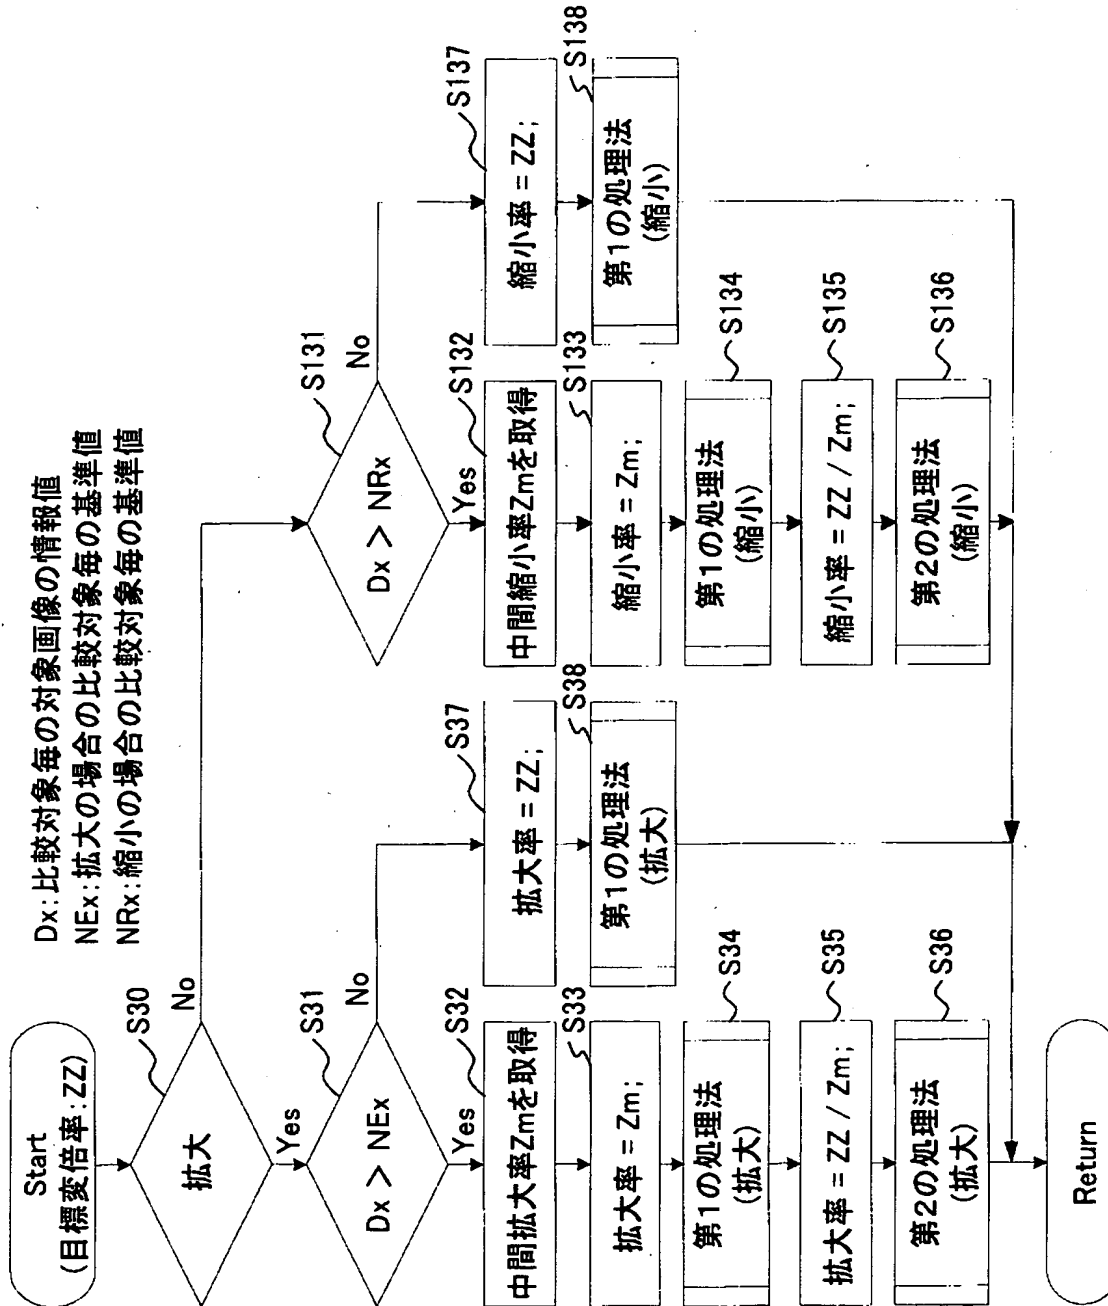 Dx:比較対象毎の対象画像の情報値
NEx:拡大の場合の比較対象毎の基準値
NRx:縮小の場合の比較対象毎の基準値
Start
(目標変倍率:ZZ)
S30
拡大
No
Yes
S31
Dx > NEx
No
Yes
S32
中間拡大率Zmを取得
S33
拡大率 = Zm;
S34
第1の処理法
(拡大)
S35
拡大率 = ZZ / Zm;
S36
第2の処理法
(拡大)
S37
拡大率 = ZZ;
S38
第1の処理法
(拡大)
S131
Dx > NRx
No
Yes
S132
中間縮小率Zmを取得
S133
縮小率 = Zm;
S134
第1の処理法
(縮小)
S135
縮小率 = ZZ / Zm;
S136
第2の処理法
(縮小)
S137
縮小率 = ZZ;
S138
第1の処理法
(縮小)
Return